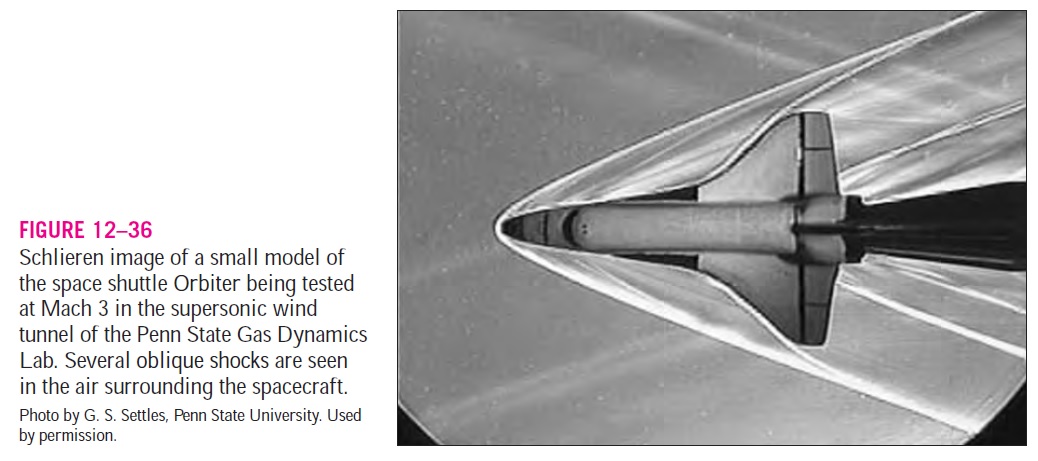 FIGURE 12–36
Schlieren image of a small model of
the space shuttle Orbiter being tested
at Mach 3 in the supersonic wind
tunnel of the Penn State Gas Dynamics
Lab. Several oblique shocks are seen
in the air surrounding the spacecraft.
Photo by G. S. Settles, Penn State University. Used
by permission.